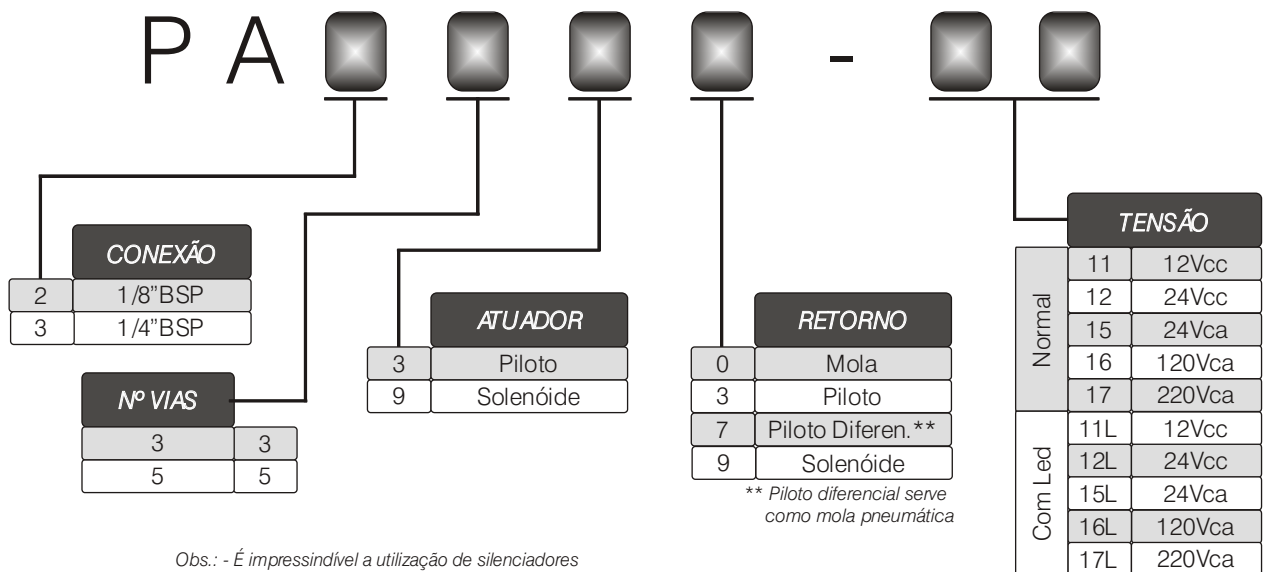 PA -
CONEXÃO
2 1/8"BSP
3 1/4"BSP
Nº VIAS
3 3
5 5
ATUADOR
3 Piloto
9 Solenóide
RETORNO
0 Mola
3 Piloto
7 Piloto Diferen.**
9 Solenóide
** Piloto diferencial serve
como mola pneumática
TENSÃO
Normal
11 12Vcc
12 24Vcc
15 24Vca
16 120Vca
17 220Vca
Com Led
11L 12Vcc
12L 24Vcc
15L 24Vca
16L 120Vca
17L 220Vca
Obs.: - É impressindível a utilização de silenciadores